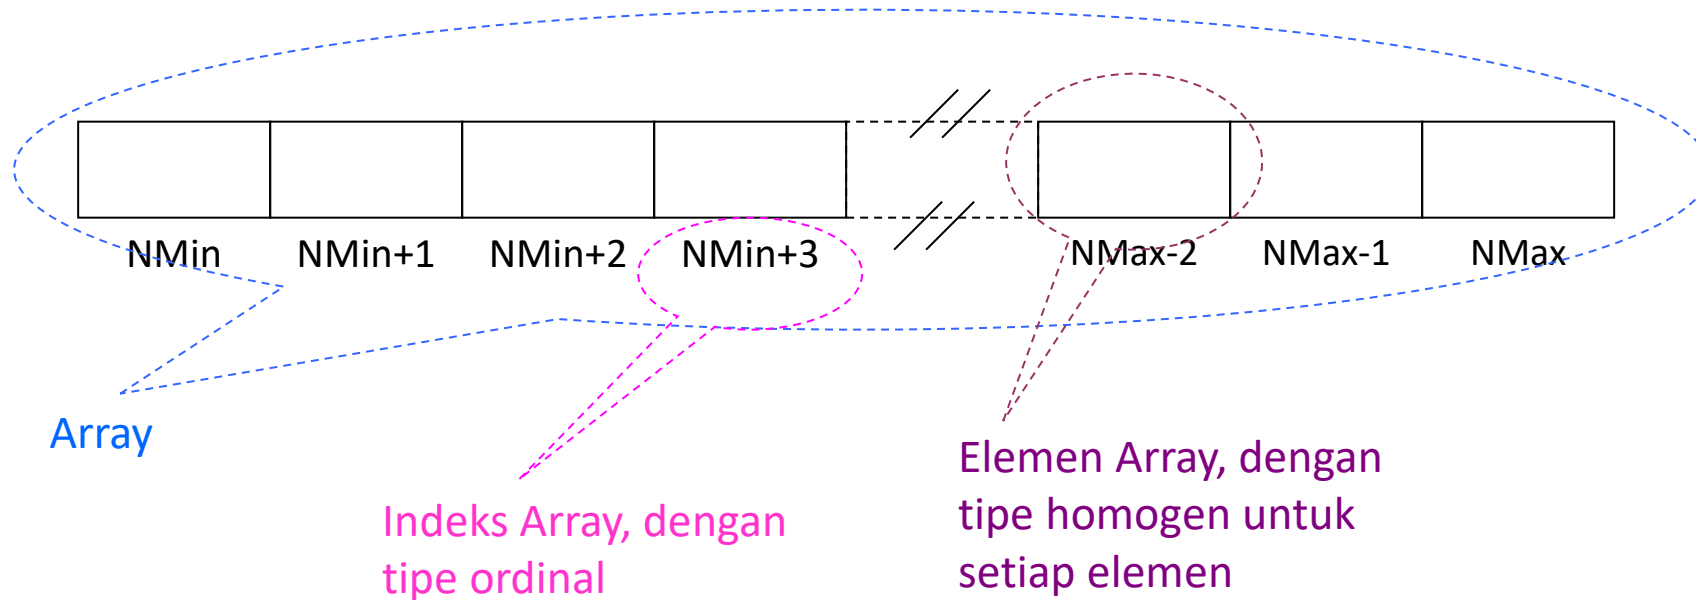 NMin NMin+1 NMin+2 NMin+3 NMax-2 NMax-1 NMax
Array
Indeks Array, dengan
tipe ordinal
Elemen Array, dengan
tipe homogen untuk
setiap elemen